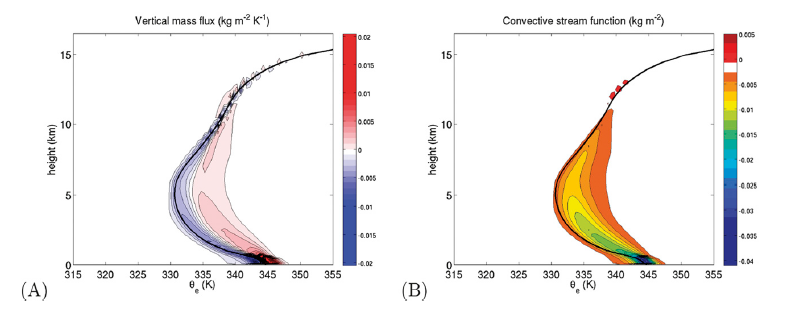 Vertical mass flux (kg m⁻² K⁻¹)
15
10
5
0
height (km)
315 320 325 330 335 340 345 350 355
θe (K)
0.02
0.015
0.01
0.005
0
-0.005
-0.01
-0.015
-0.02
(A)
Convective stream function (kg m⁻²)
15
10
5
0
height (km)
315 320 325 330 335 340 345 350 355
θe (K)
0.005
0
-0.005
-0.01
-0.015
-0.02
-0.025
-0.03
-0.035
-0.04
(B)